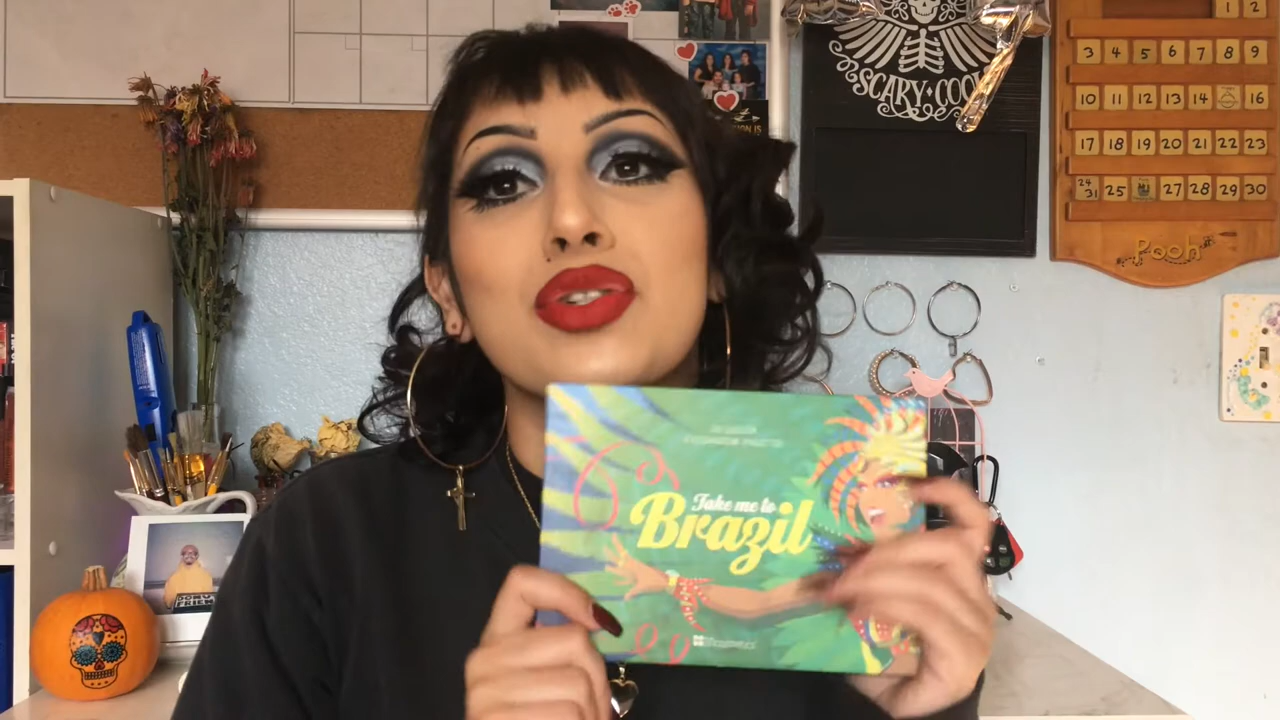 SCARY COOL
1 2
3 4 5 6 7 8 9
10 11 12 13 14 16
17 18 19 20 21 22 23
24 31 25 27 28 29 30
Pooh
Take me to
Brazil